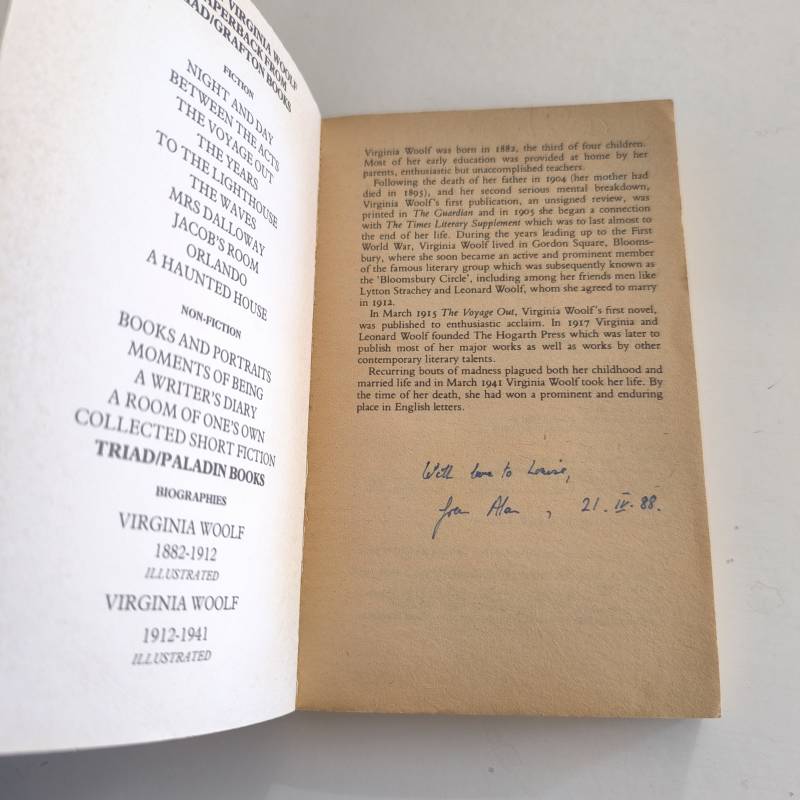 VIRGINIA WOOLF
PAPERBACK FROM
TRIAD/GRAFTON BOOKS
FICTION
NIGHT AND DAY
BETWEEN THE ACTS
THE VOYAGE OUT
THE YEARS
TO THE LIGHTHOUSE
THE WAVES
MRS DALLOWAY
JACOB'S ROOM
ORLANDO
A HAUNTED HOUSE
NON-FICTION
BOOKS AND PORTRAITS
MOMENTS OF BEING
A WRITER'S DIARY
A ROOM OF ONE'S OWN
COLLECTED SHORT FICTION
TRIAD/PALADIN BOOKS
BIOGRAPHIES
VIRGINIA WOOLF
1882-1912
ILLUSTRATED
VIRGINIA WOOLF
1912-1941
ILLUSTRATED
Virginia Woolf was born in 1882, the third of four children.
Most of her early education was provided at home by her
parents, enthusiastic but unaccomplished teachers.
Following the death of her father in 1904 (her mother had
died in 1895), and her second serious mental breakdown,
Virginia Woolf's first publication, an unsigned review, was
printed in The Guardian and in 1905 she began a connection
with The Times Literary Supplement which was to last almost to
the end of her life. During the years leading up to the First
World War, Virginia Woolf lived in Gordon Square, Blooms-
bury, where she soon became an active and prominent member
of the famous literary group which was subsequently known as
the 'Bloomsbury Circle', including among her friends men like
Lytton Strachey and Leonard Woolf, whom she agreed to marry
in 1912.
In March 1915 The Voyage Out, Virginia Woolf's first novel,
was published to enthusiastic acclaim. In 1917 Virginia and
Leonard Woolf founded The Hogarth Press which was later to
publish most of her major works as well as works by other
contemporary literary talents.
Recurring bouts of madness plagued both her childhood and
married life and in March 1941 Virginia Woolf took her life. By
the time of her death, she had won a prominent and enduring
place in English letters.
With love to Louise,
from Alan, 21.IV.88.